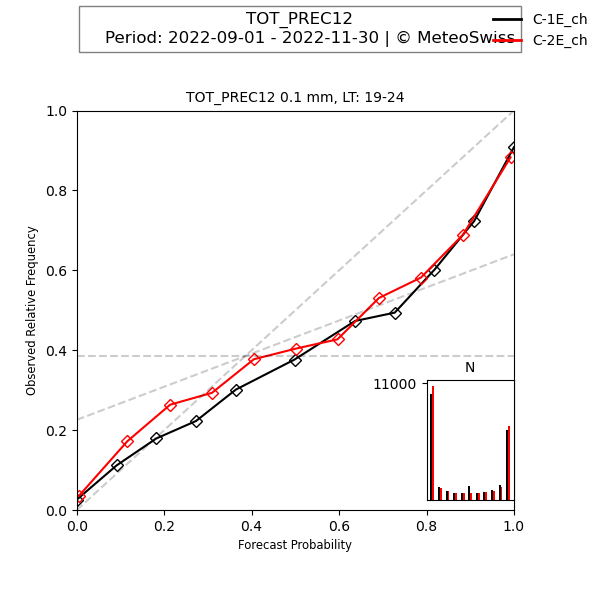 TOT_PREC12
Period: 2022-09-01 - 2022-11-30 | © MeteoSwiss
C-1E_ch
C-2E_ch
TOT_PREC12 0.1 mm, LT: 19-24
1.0
0.8
0.6
0.4
0.2
0.0
Observed Relative Frequency
N
11000
0.0 0.2 0.4 0.6 0.8 1.0
Forecast Probability